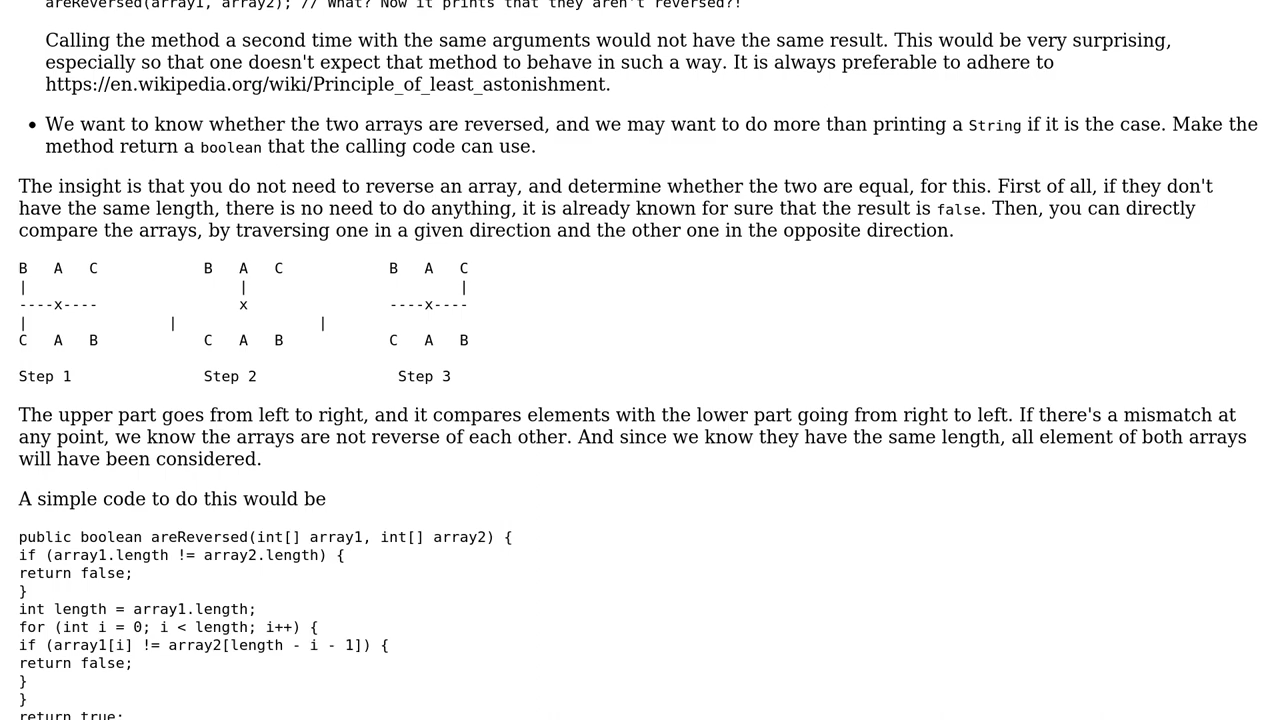 areReversed(array1, array2); // What? Now it prints that they aren't reversed?!
Calling the method a second time with the same arguments would not have the same result. This would be very surprising,
especially so that one doesn't expect that method to behave in such a way. It is always preferable to adhere to
https://en.wikipedia.org/wiki/Principle_of_least_astonishment.
• We want to know whether the two arrays are reversed, and we may want to do more than printing a String if it is the case. Make the
method return a boolean that the calling code can use.
The insight is that you do not need to reverse an array, and determine whether the two are equal, for this. First of all, if they don't
have the same length, there is no need to do anything, it is already known for sure that the result is false. Then, you can directly
compare the arrays, by traversing one in a given direction and the other one in the opposite direction.
B   A   C            B   A   C            B   A   C
|                        |                        |
----x----                x                ----x----
|                |                |
C   A   B            C   A   B            C   A   B
Step 1               Step 2                Step 3
The upper part goes from left to right, and it compares elements with the lower part going from right to left. If there's a mismatch at
any point, we know the arrays are not reverse of each other. And since we know they have the same length, all element of both arrays
will have been considered.
A simple code to do this would be
public boolean areReversed(int[] array1, int[] array2) {
if (array1.length != array2.length) {
return false;
}
int length = array1.length;
for (int i = 0; i < length; i++) {
if (array1[i] != array2[length - i - 1]) {
return false;
}
}
return true;